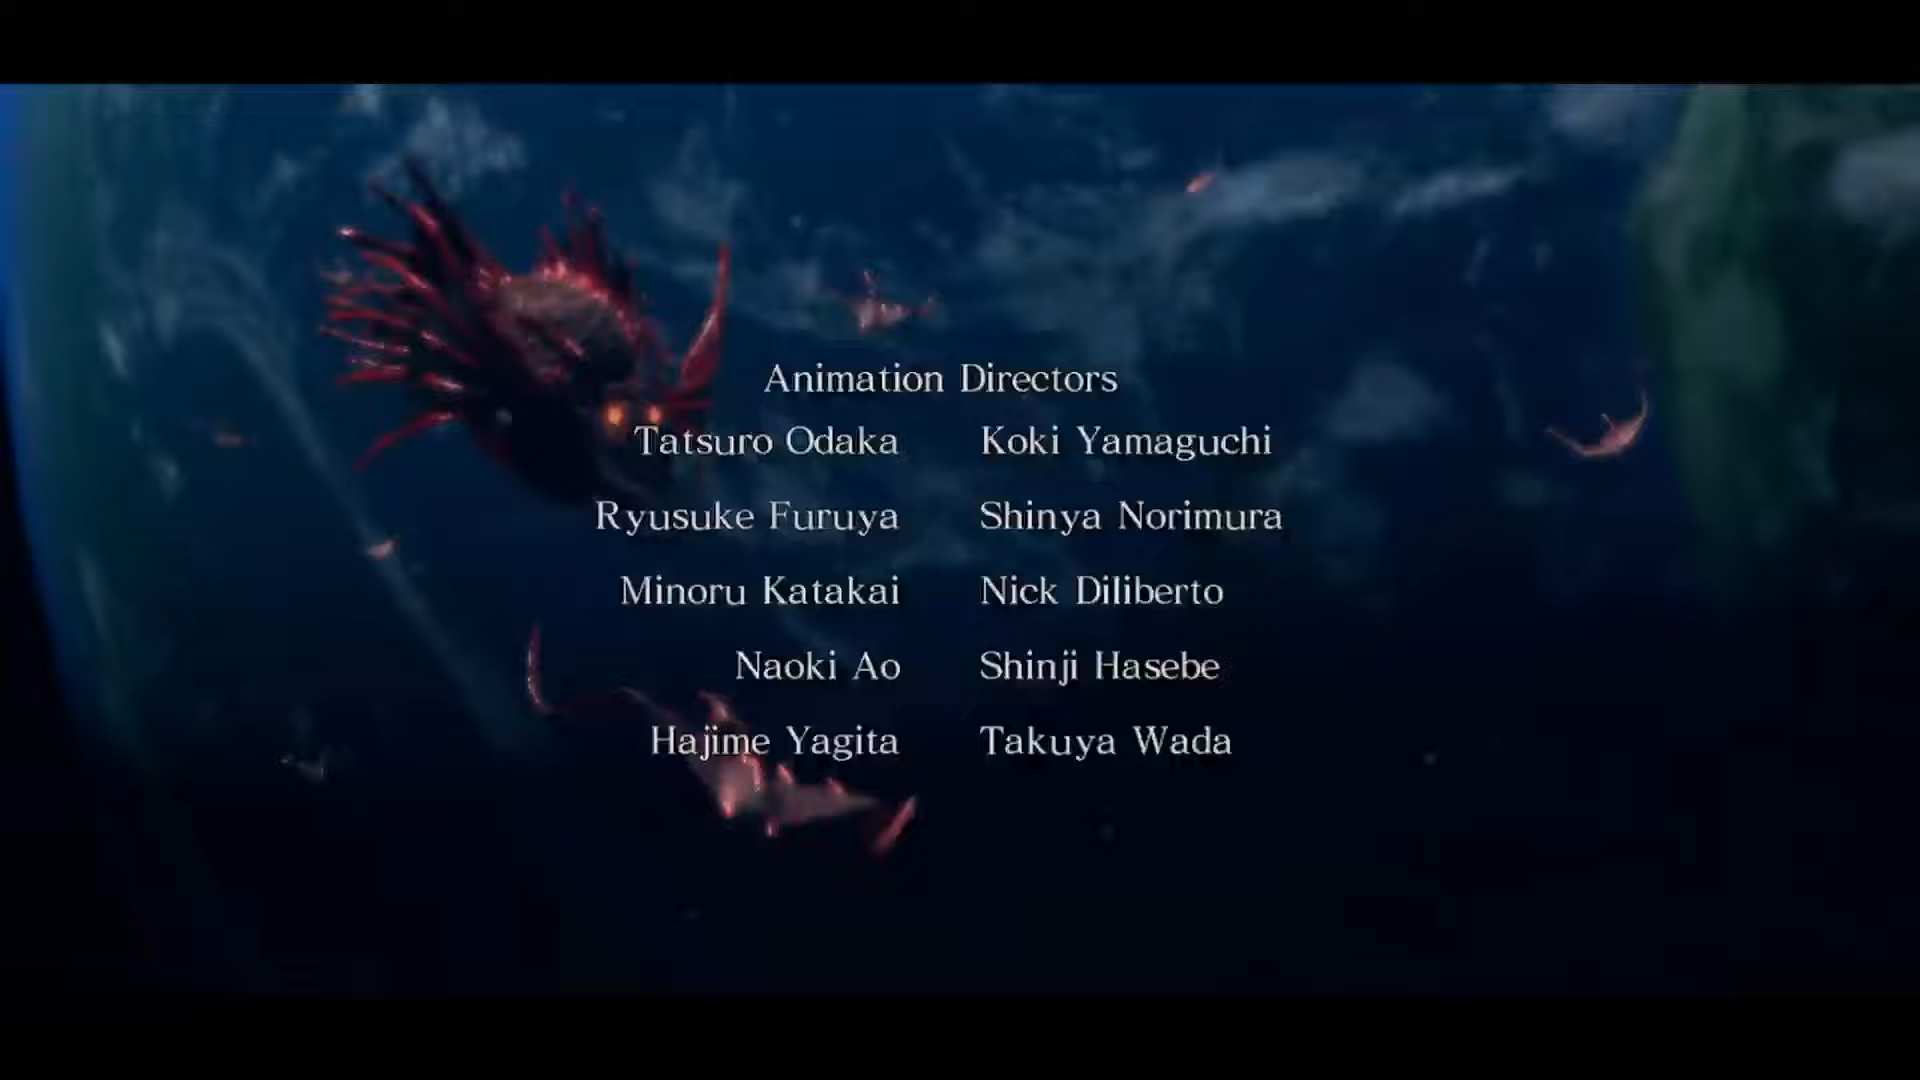 Animation Directors
Tatsuro Odaka Koki Yamaguchi
Ryusuke Furuya Shinya Norimura
Minoru Katakai Nick Diliberto
Naoki Ao Shinji Hasebe
Hajime Yagita Takuya Wada